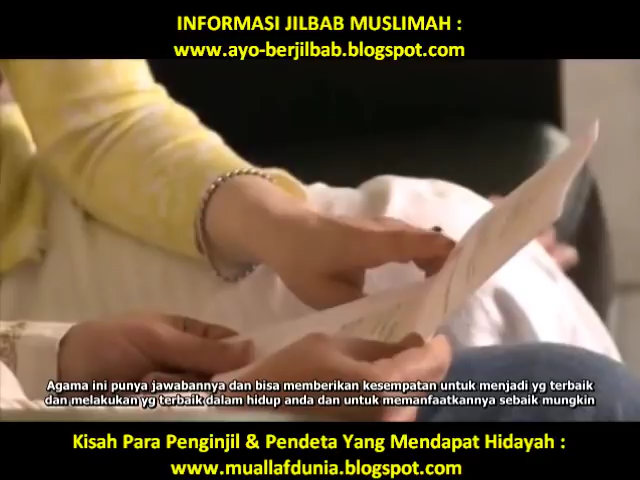 INFORMASI JILBAB MUSLIMAH :
www.ayo-berjilbab.blogspot.com
Agama ini punya jawabannya dan bisa memberikan kesempatan untuk menjadi yg terbaik
dan melakukan yg terbaik dalam hidup anda dan untuk memanfaatkannya sebaik mungkin
Kisah Para Penginjil & Pendeta Yang Mendapat Hidayah :
www.muallafdunia.blogspot.com